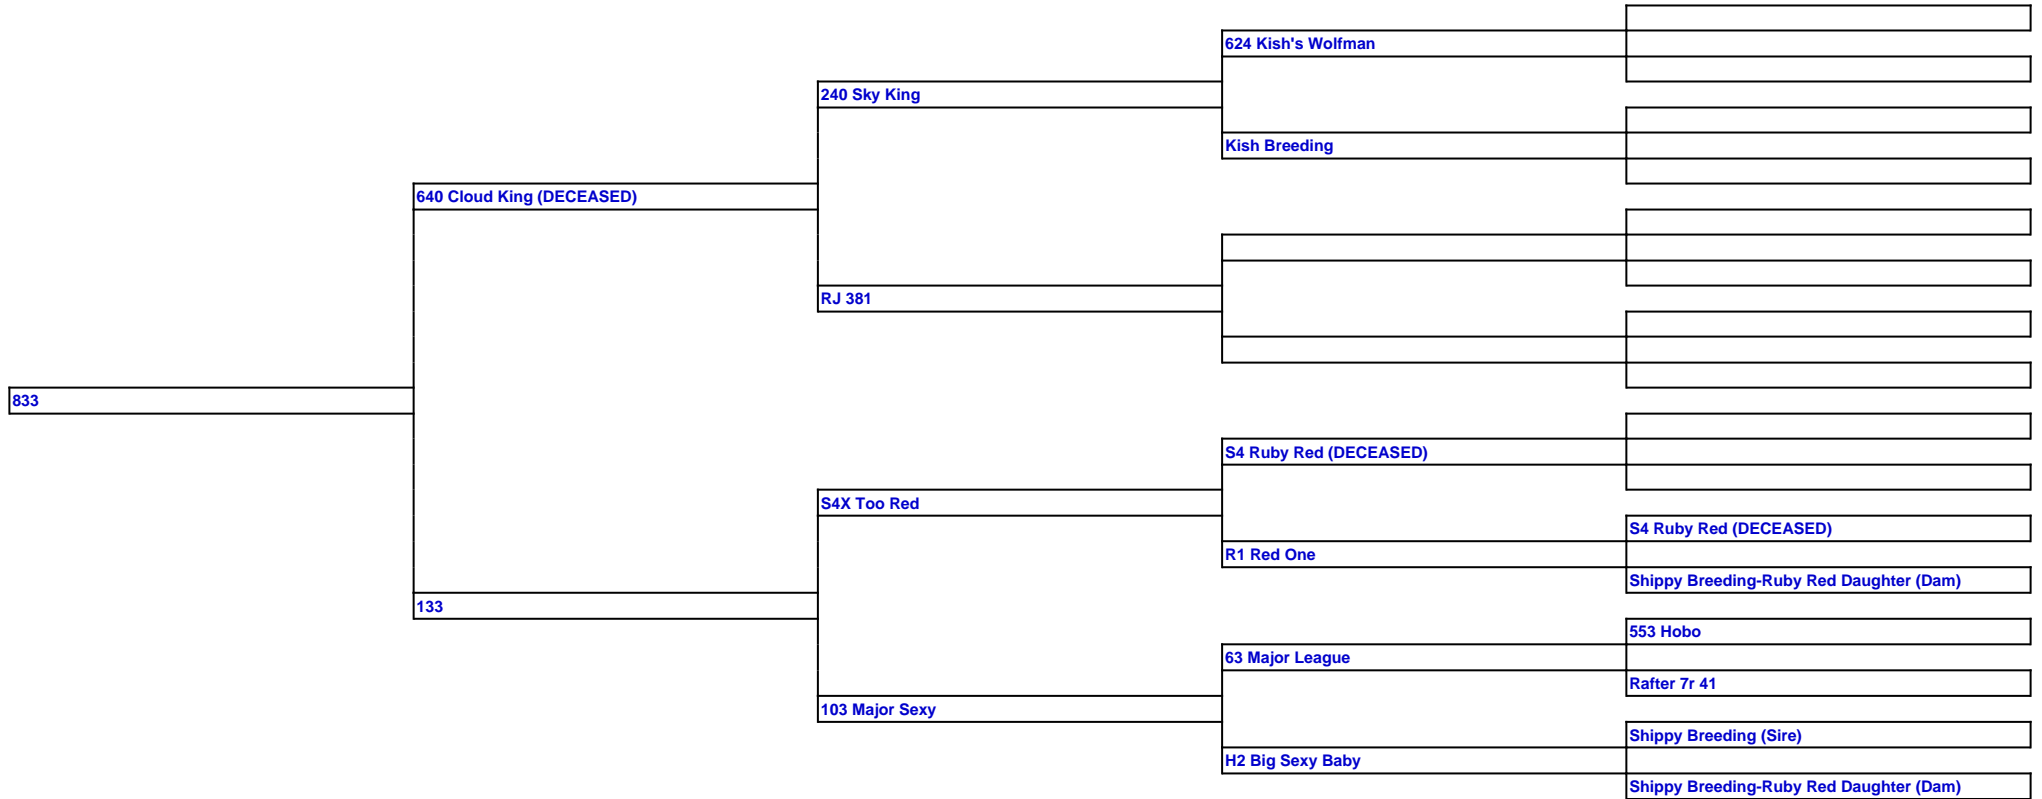 624 Kish's Wolfman
240 Sky King
Kish Breeding
640 Cloud King (DECEASED)
RJ 381
833
S4 Ruby Red (DECEASED)
S4X Too Red
S4 Ruby Red (DECEASED)
R1 Red One
Shippy Breeding-Ruby Red Daughter (Dam)
133
553 Hobo
63 Major League
Rafter 7r 41
103 Major Sexy
Shippy Breeding (Sire)
H2 Big Sexy Baby
Shippy Breeding-Ruby Red Daughter (Dam)